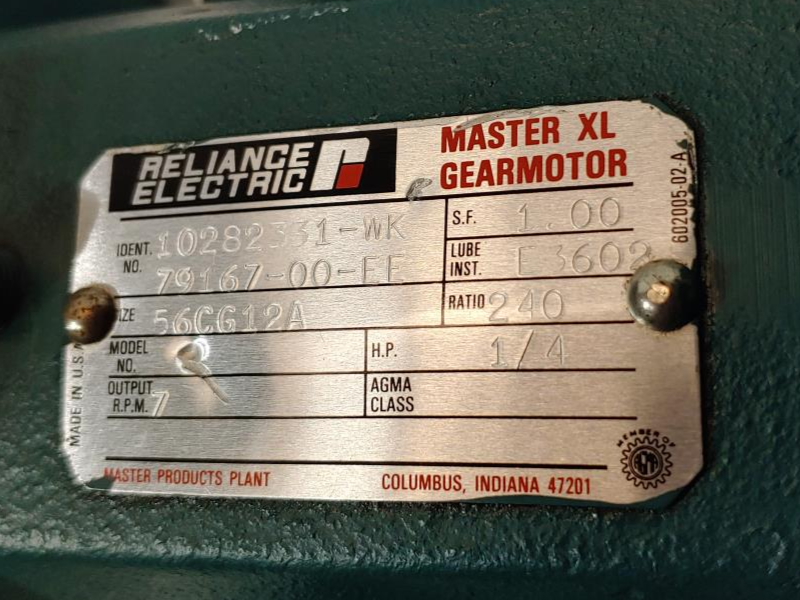 RELIANCE
ELECTRIC
MASTER XL
GEARMOTOR
602005-02-A
IDENT.
NO.
10282331-WK
79167-00-EE
S.F. 1.00
LUBE
INST.
E3602
56CG12A
RATIO 240
MODEL
NO.
H.P. 1/4
OUTPUT
R.P.M. 7
AGMA
CLASS
MADE IN U.S.A
MEMBER OF
MASTER PRODUCTS PLANT
COLUMBUS, INDIANA 47201